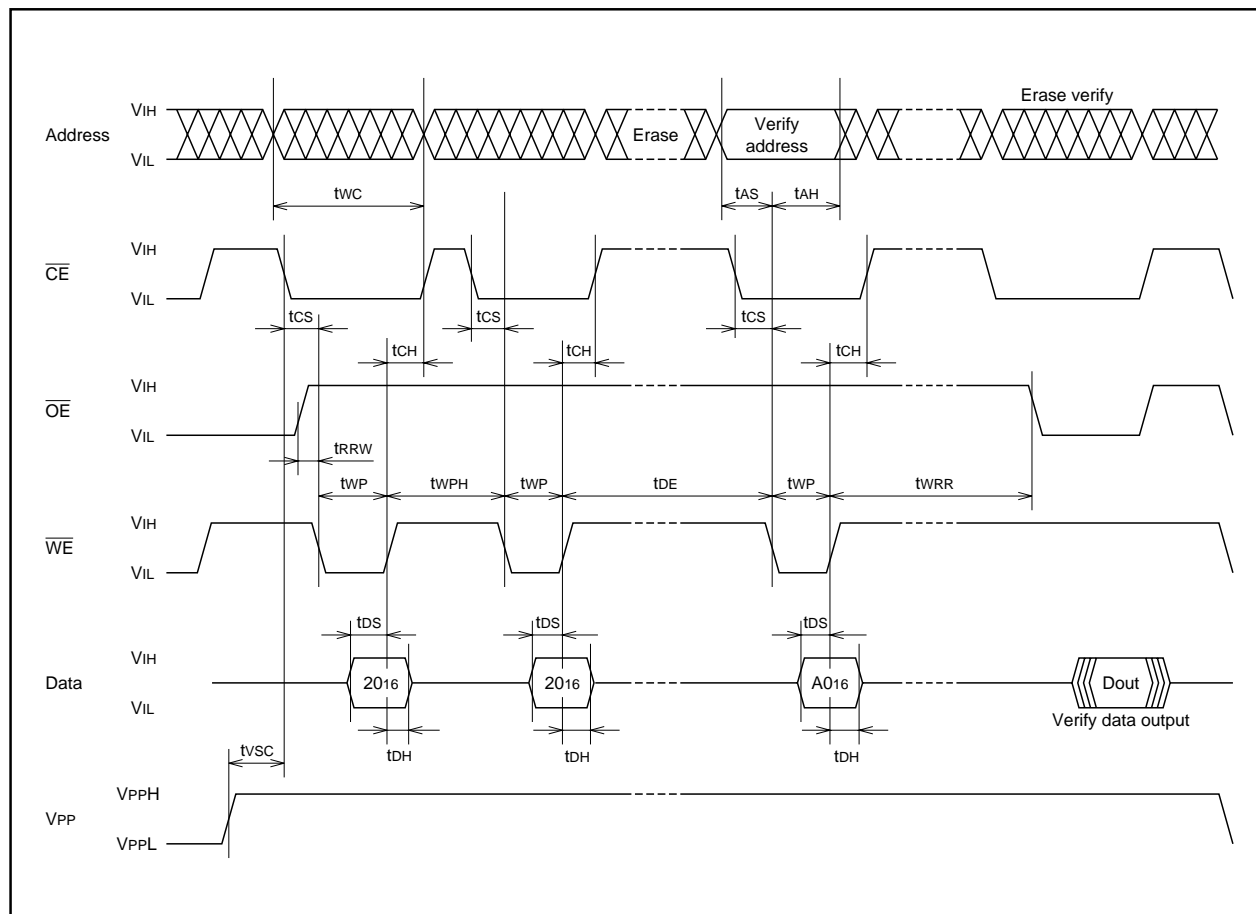 Erase verify
VIH
Address
Erase
Verify
address
VIL
tWC
tAS
tAH
VIH
CE
VIL
tCS
tCS
tCS
tCH
tCH
tCH
VIH
OE
VIL
tRRW
tWP
tWPH
tWP
tDE
tWP
tWRR
VIH
WE
VIL
tDS
tDS
tDS
VIH
Data
2016
2016
A016
Dout
VIL
Verify data output
tDH
tDH
tDH
tVSC
VPPH
VPP
VPPL